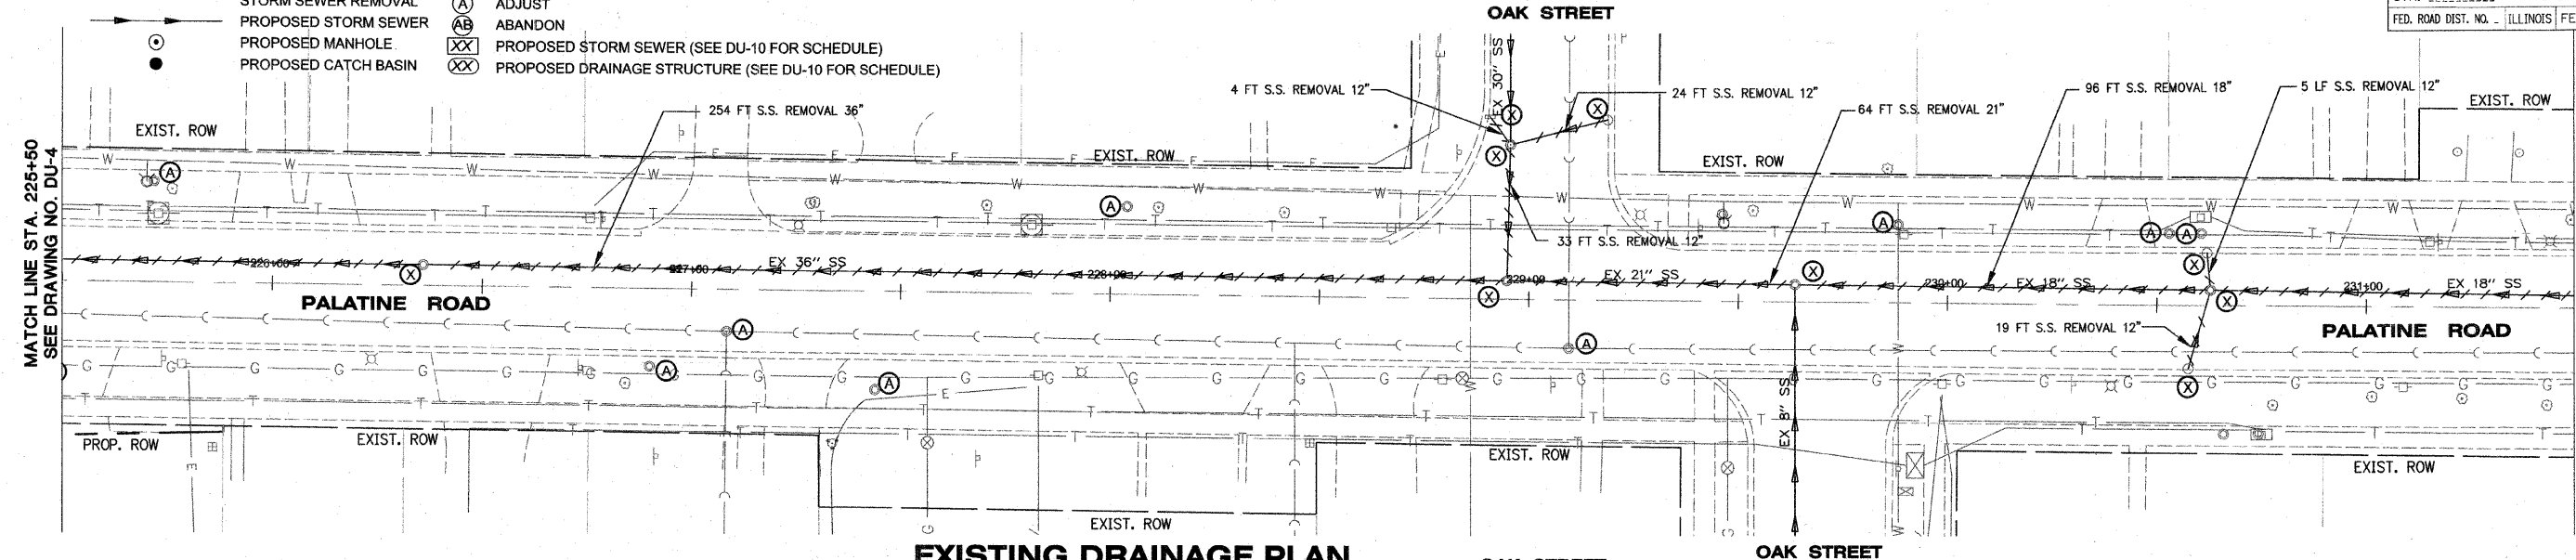 STORM SEWER REMOVAL
A ADJUST
PROPOSED STORM SEWER
AB ABANDON
PROPOSED MANHOLE
XX PROPOSED STORM SEWER (SEE DU-10 FOR SCHEDULE)
PROPOSED CATCH BASIN
XX PROPOSED DRAINAGE STRUCTURE (SEE DU-10 FOR SCHEDULE)
OAK STREET
FED. ROAD DIST. NO. - ILLINOIS FE
MATCH LINE STA. 225+50
SEE DRAWING NO. DU-4
EXIST. ROW
254 FT S.S. REMOVAL 36"
4 FT S.S. REMOVAL 12"
EX 30" SS
24 FT S.S. REMOVAL 12"
64 FT S.S. REMOVAL 21"
96 FT S.S. REMOVAL 18"
5 LF S.S. REMOVAL 12"
EXIST. ROW
EXIST. ROW
EXIST. ROW
33 FT S.S. REMOVAL 12"
226+00
227+00
EX 36" SS
228+00
229+00
EX 21" SS
230+00
EX 18" SS
231+00
EX 18" SS
PALATINE ROAD
19 FT S.S. REMOVAL 12"
PALATINE ROAD
EX 8" SS
PROP. ROW
EXIST. ROW
EXIST. ROW
EXIST. ROW
EXIST. ROW
EXISTING DRAINAGE PLAN
OAK STREET
OAK STREET